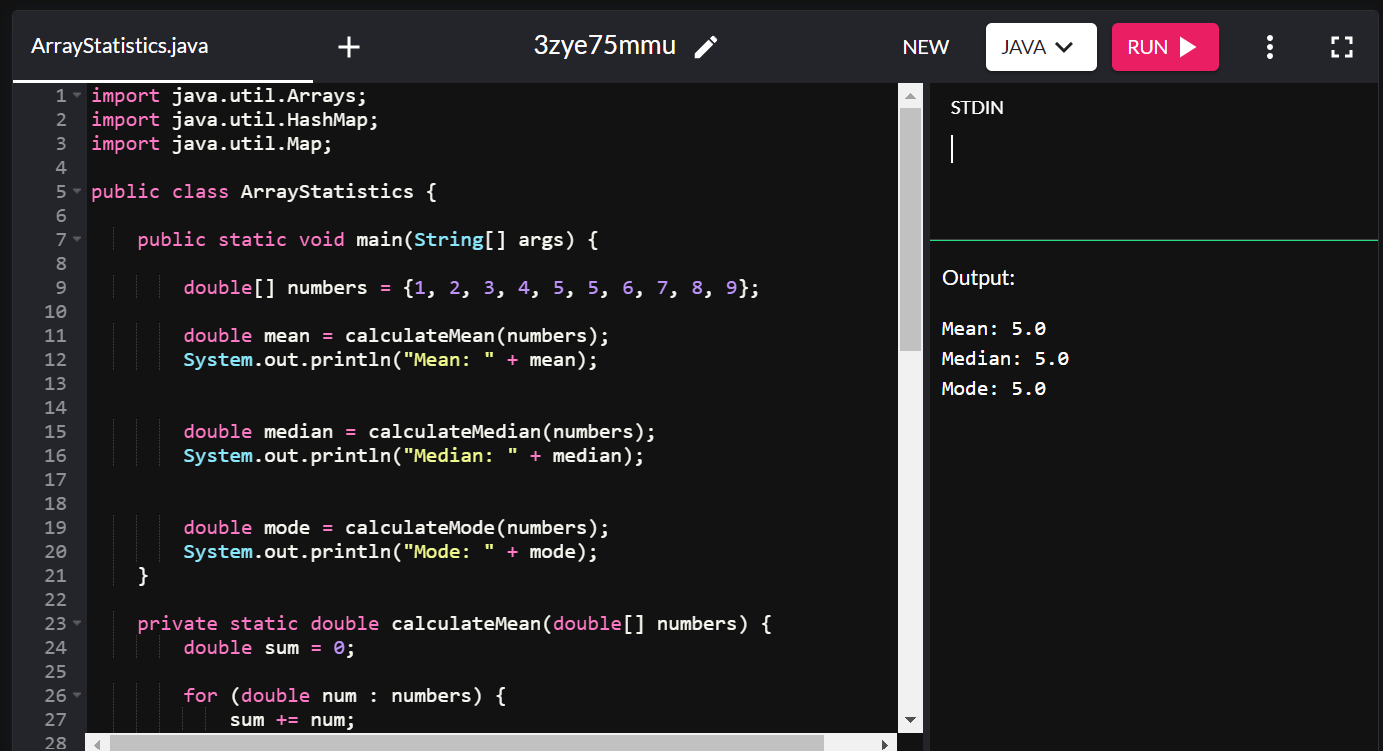 ArrayStatistics.java + 3zye75mmu NEW JAVA RUN
1 import java.util.Arrays;
2 import java.util.HashMap;
3 import java.util.Map;
4
5 public class ArrayStatistics {
6
7     public static void main(String[] args) {
8
9         double[] numbers = {1, 2, 3, 4, 5, 5, 6, 7, 8, 9};
10
11         double mean = calculateMean(numbers);
12         System.out.println("Mean: " + mean);
13
14
15         double median = calculateMedian(numbers);
16         System.out.println("Median: " + median);
17
18
19         double mode = calculateMode(numbers);
20         System.out.println("Mode: " + mode);
21     }
22
23     private static double calculateMean(double[] numbers) {
24         double sum = 0;
25
26         for (double num : numbers) {
27             sum += num;
28
STDIN
Output:
Mean: 5.0
Median: 5.0
Mode: 5.0